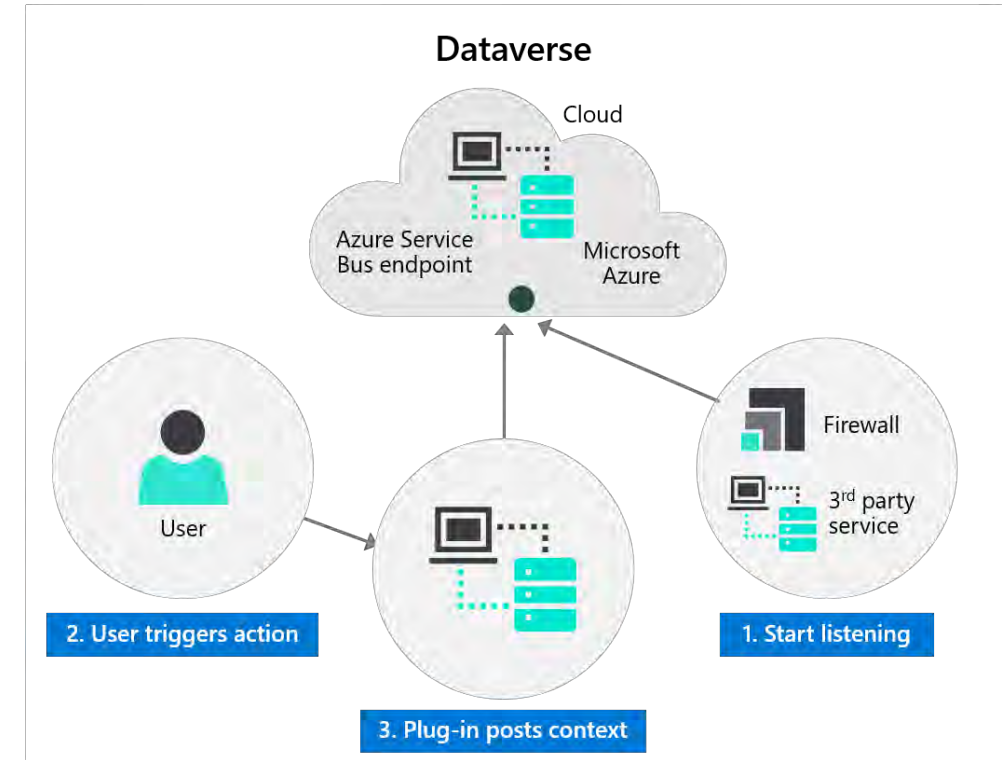 Dataverse
Cloud
Azure Service
Bus endpoint
Microsoft
Azure
User
Firewall
3rd party
service
2. User triggers action
1. Start listening
3. Plug-in posts context